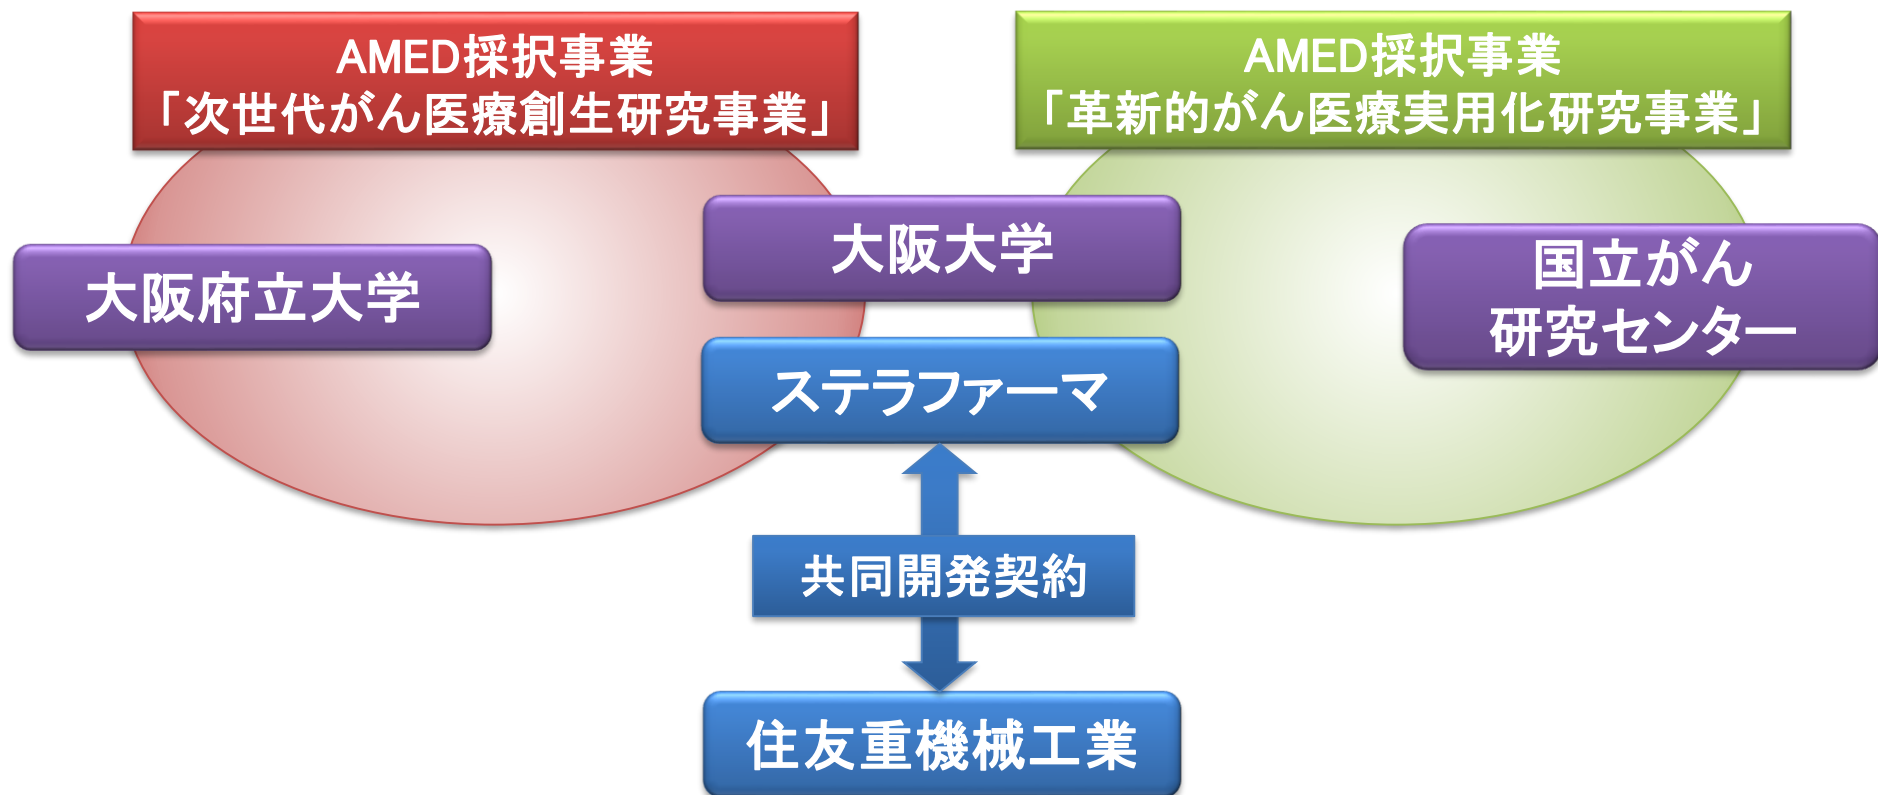 AMED採択事業
「次世代がん医療創生研究事業」
AMED採択事業
「革新的がん医療実用化研究事業」
大阪府立大学
大阪大学
国立がん
研究センター
ステラファーマ
共同開発契約
住友重機械工業